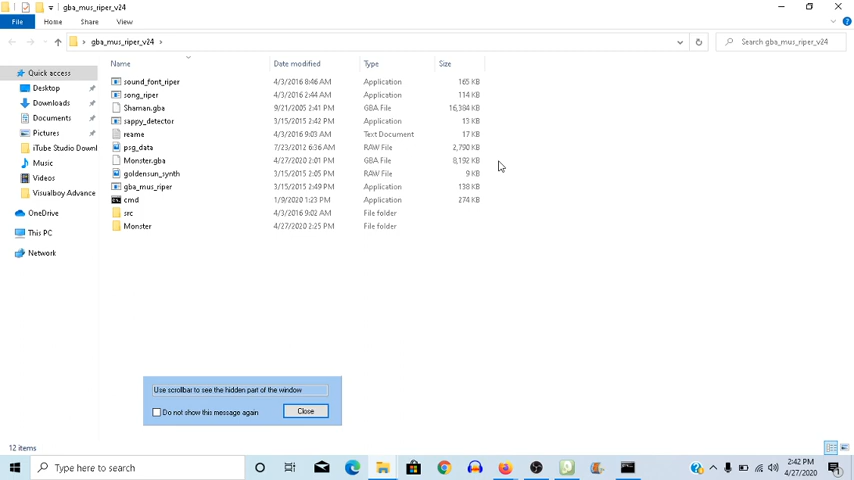 gba_mus_riper_v24
File Home Share View
gba_mus_riper_v24
Search gba_mus_riper_v24
Name Date modified Type Size
Quick access
Desktop
Downloads
Documents
Pictures
iTube Studio Downl
Music
Videos
Visualboy Advance
OneDrive
This PC
Network
sound_font_riper 4/3/2016 8:46 AM Application 165 KB
song_riper 4/3/2016 2:44 AM Application 114 KB
Shaman.gba 9/21/2005 2:41 PM GBA File 16,384 KB
sappy_detector 3/15/2015 2:42 PM Application 13 KB
reame 4/3/2016 9:03 AM Text Document 17 KB
psg_data 7/23/2012 6:36 AM RAW File 2,790 KB
Monster.gba 4/27/2020 2:01 PM GBA File 8,192 KB
goldensun_synth 3/15/2015 2:05 PM RAW File 9 KB
gba_mus_riper 3/15/2015 2:49 PM Application 138 KB
cmd 1/9/2020 1:23 PM Application 274 KB
src 4/3/2016 9:02 AM File folder
Monster 4/27/2020 2:25 PM File folder
Use scrollbar to see the hidden part of the window
Do not show this message again
Close
12 items
Type here to search
2:42 PM
4/27/2020